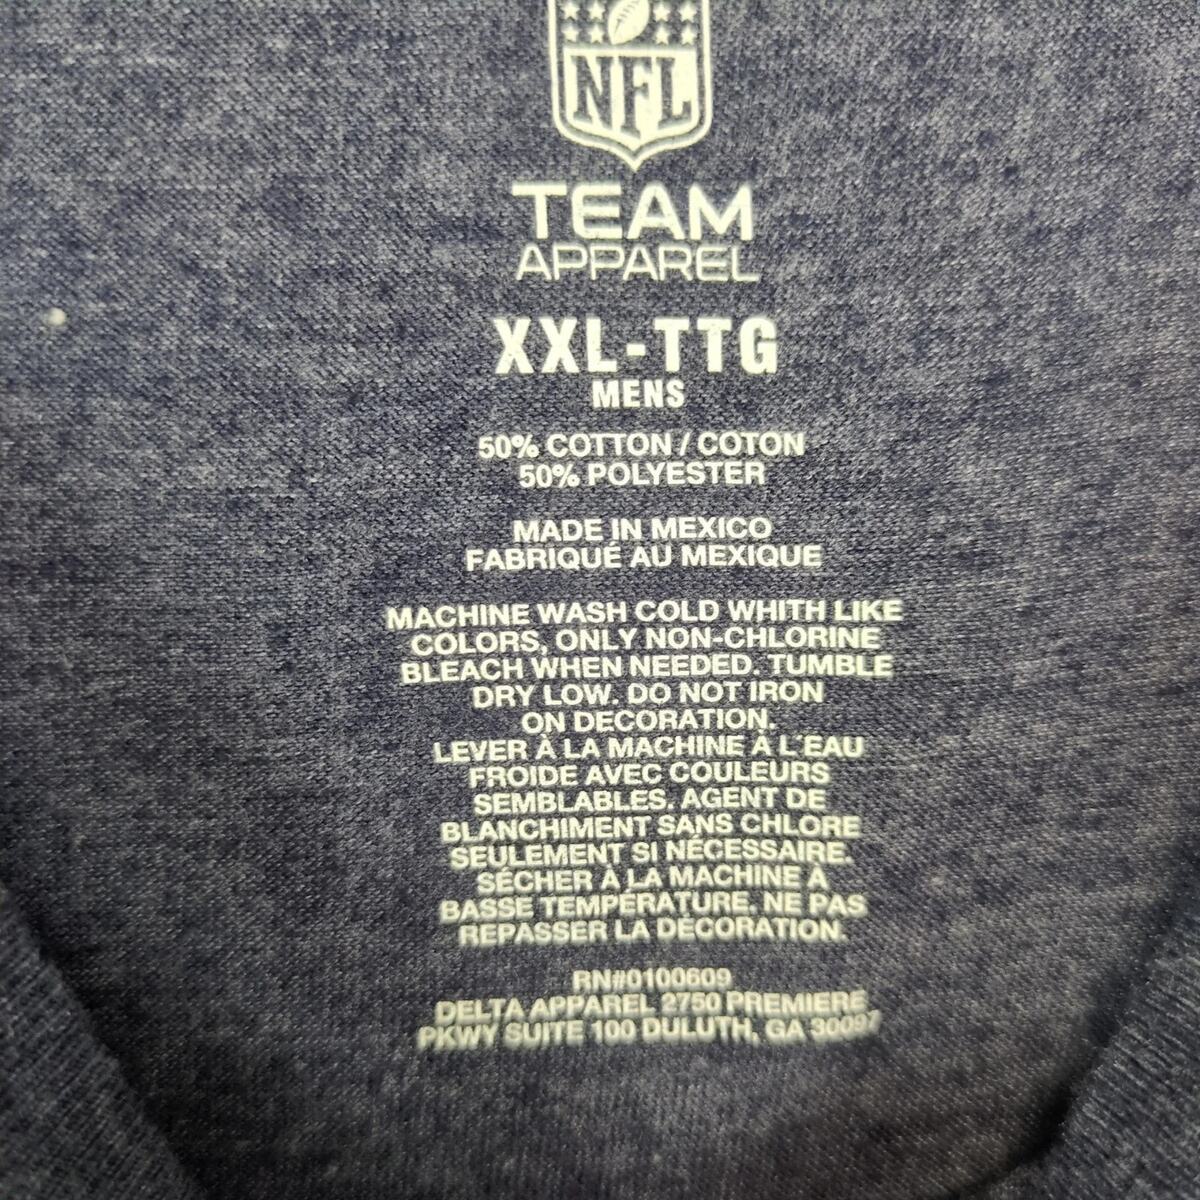 NFL
TEAM
APPAREL
XXL-TTG
MENS
50% COTTON / COTON
50% POLYESTER
MADE IN MEXICO
FABRIQUÉ AU MEXIQUE
MACHINE WASH COLD WHITH LIKE
COLORS, ONLY NON-CHLORINE
BLEACH WHEN NEEDED. TUMBLE
DRY LOW. DO NOT IRON
ON DECORATION.
LEVER À LA MACHINE À L'EAU
FROIDE AVEC COULEURS
SEMBLABLES. AGENT DE
BLANCHIMENT SANS CHLORE
SEULEMENT SI NÉCESSAIRE.
SÉCHER À LA MACHINE À
BASSE TEMPÉRATURE. NE PAS
REPASSER LA DÉCORATION.
RN#0100609
DELTA APPAREL 2750 PREMIERE
PKWY SUITE 100 DULUTH, GA 30097